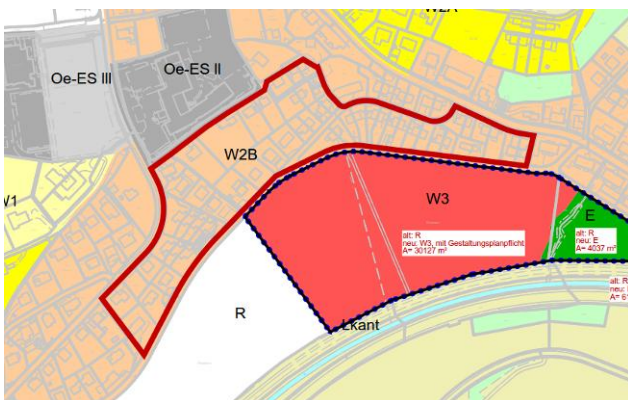 W2A
Oe-ES III
Oe-ES II
W2B
W1
W3
E
alt: R
neu: W3, mit Gestaltungsplanpflicht
A= 30127 m²
alt: R
neu: E
A= 4037 m²
R
Lkant
alt: R
neu:
A= 6